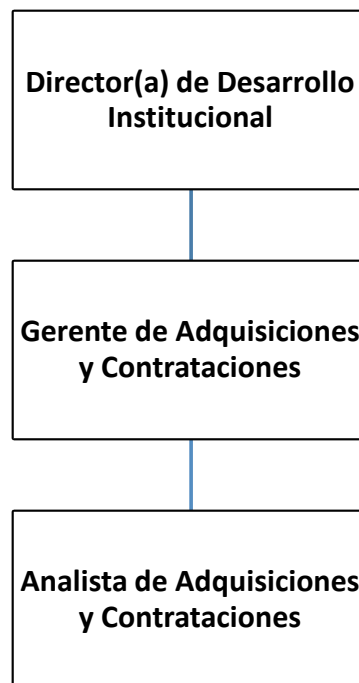 Director(a) de Desarrollo
Institucional
Gerente de Adquisiciones
y Contrataciones
Analista de Adquisiciones
y Contrataciones